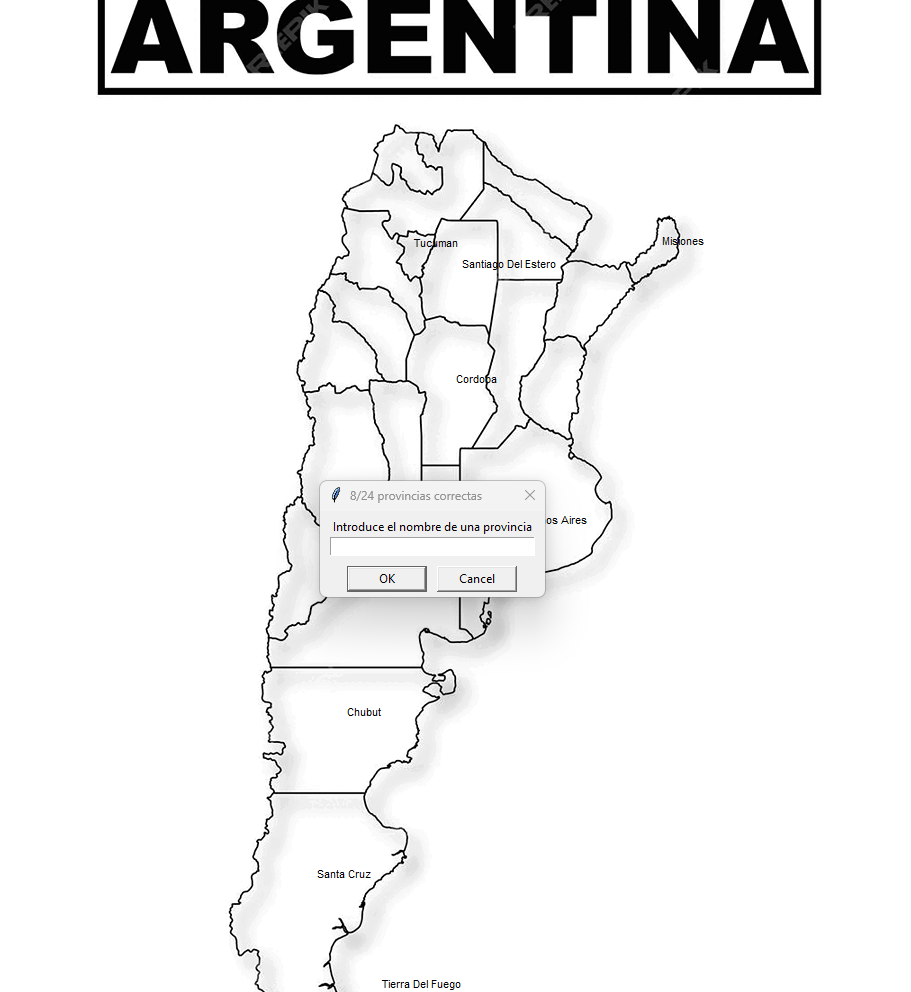 ARGENTINA
Tucuman
Misiones
Santiago Del Estero
Cordoba
8/24 provincias correctas
Introduce el nombre de una provincia
os Aires
OK
Cancel
Chubut
Santa Cruz
Tierra Del Fuego